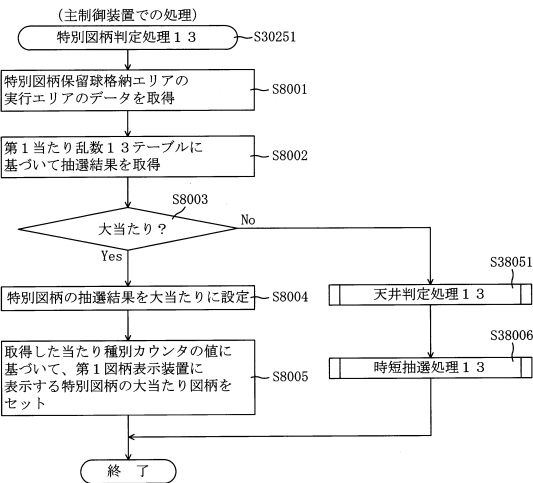 (主制御装置での処理)
特別図柄判定処理13
S30251
特別図柄保留球格納エリアの
実行エリアのデータを取得
S8001
第1当たり乱数13テーブルに
基づいて抽選結果を取得
S8002
S8003
大当たり?
No
Yes
特別図柄の抽選結果を大当たりに設定
S8004
S38051
天井判定処理13
取得した当たり種別カウンタの値に
基づいて、第1図柄表示装置に
表示する特別図柄の大当たり図柄を
セット
S8005
S38006
時短抽選処理13
終 了